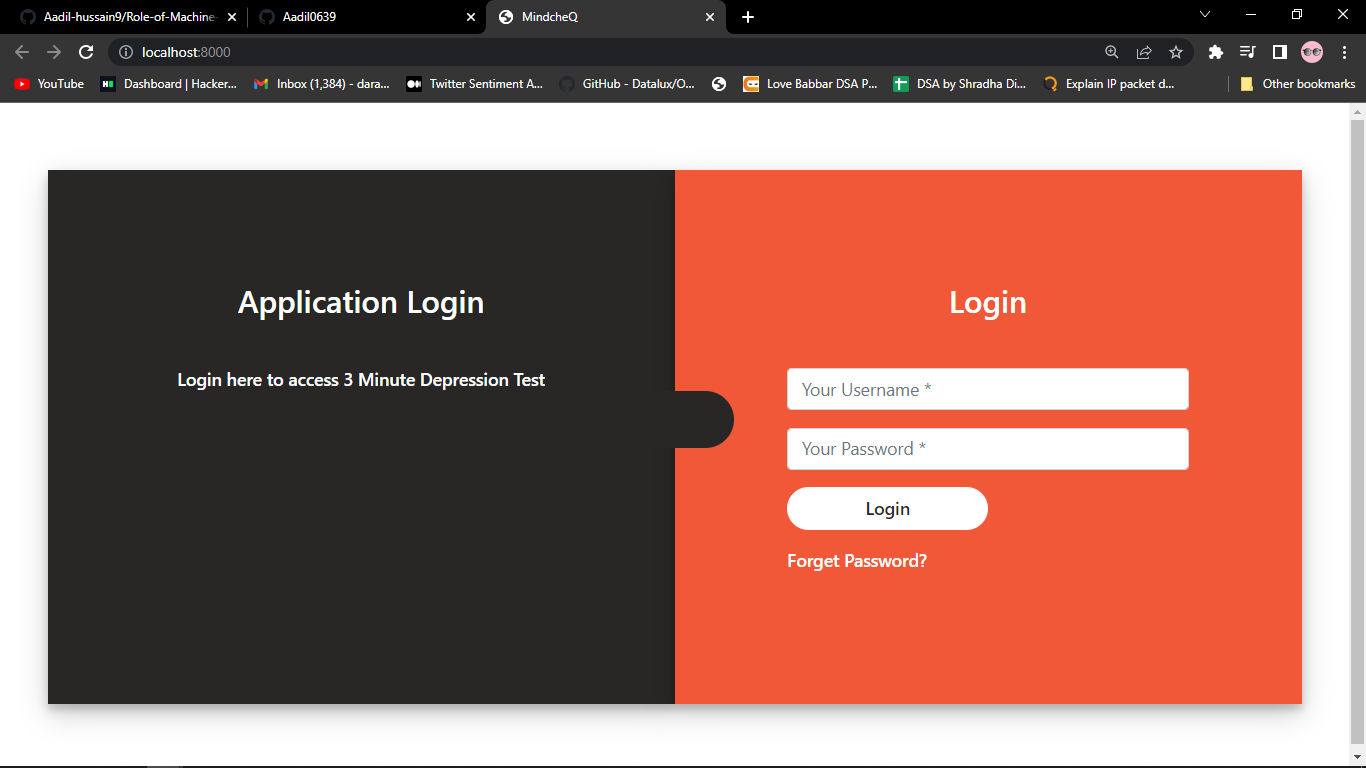 Aadil-hussain9/Role-of-Machine-
Aadil0639
MindcheQ
localhost:8000
YouTube
Dashboard | Hacker...
Inbox (1,384) - dara...
Twitter Sentiment A...
GitHub - Datalux/O...
Love Babbar DSA P...
DSA by Shradha Di...
Explain IP packet d...
Other bookmarks
Application Login
Login here to access 3 Minute Depression Test
Login
Your Username *
Your Password *
Login
Forget Password?